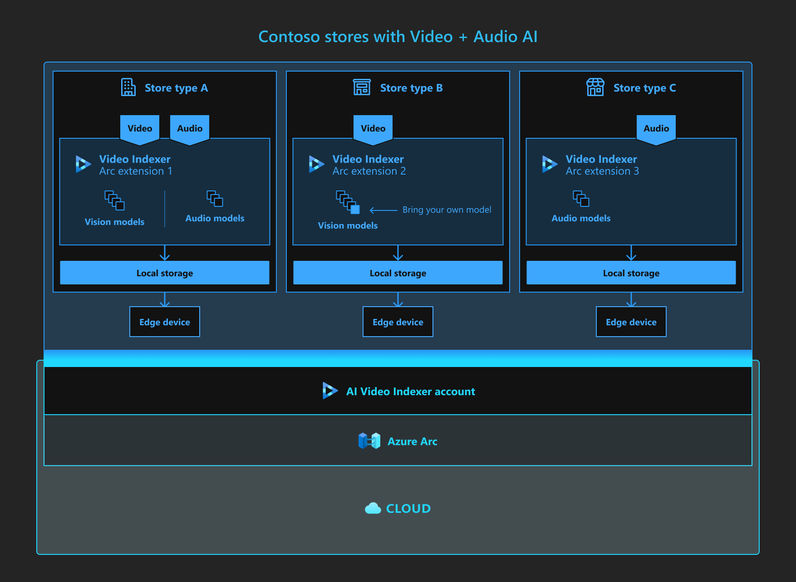 Contoso stores with Video + Audio AI
Store type A
Video
Audio
Video Indexer
Arc extension 1
Vision models
Audio models
Local storage
Edge device
Store type B
Video
Video Indexer
Arc extension 2
Bring your own model
Vision models
Local storage
Edge device
Store type C
Audio
Video Indexer
Arc extension 3
Audio models
Local storage
Edge device
AI Video Indexer account
Azure Arc
CLOUD